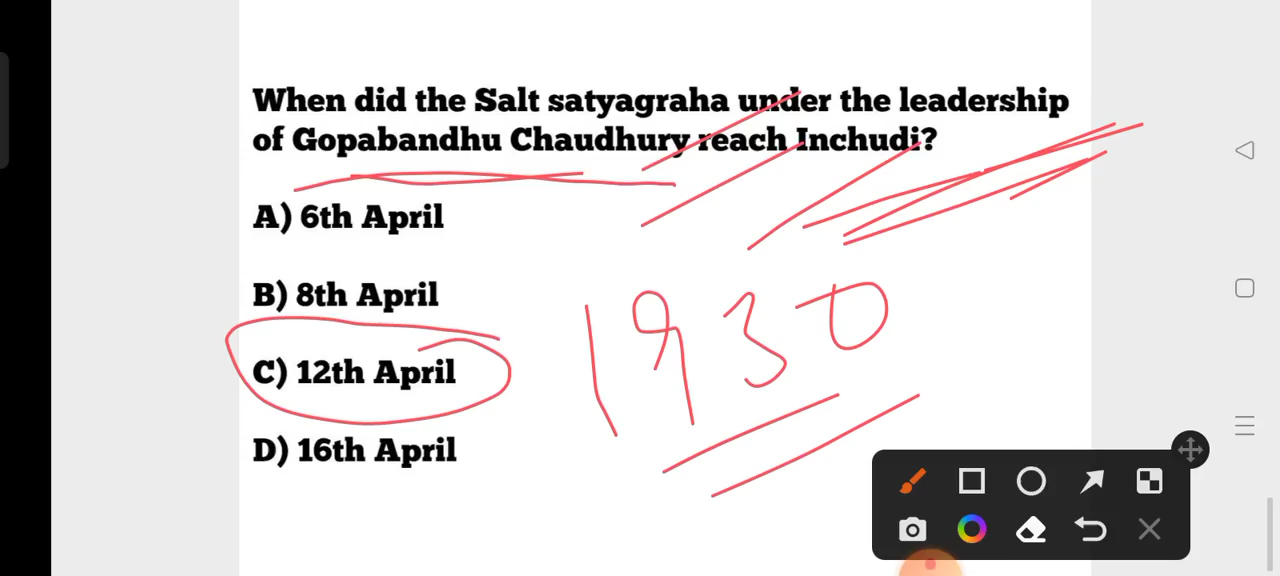 When did the Salt satyagraha under the leadership
of Gopabandhu Chaudhury reach Inchudi?
A) 6th April
B) 8th April
C) 12th April
D) 16th April
1930